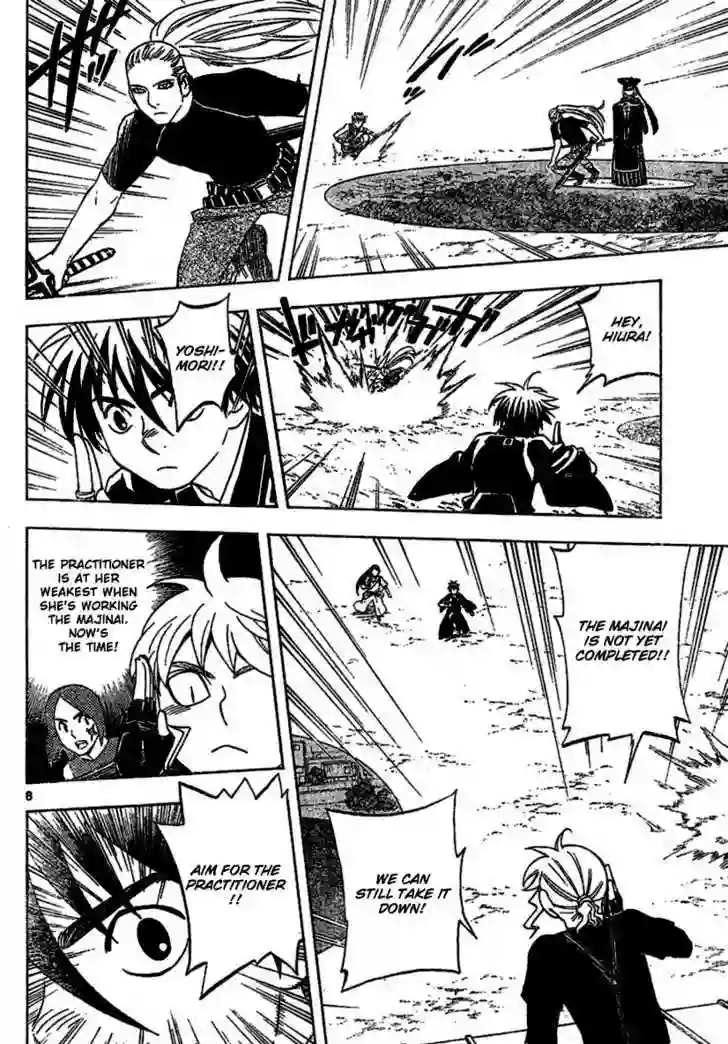 HEY,
HIURA!
YOSHI-
MORI!!
THE MAJINAI
IS NOT YET
COMPLETED!!
WE CAN
STILL TAKE IT
DOWN!
THE PRACTITIONER
IS AT HER
WEAKEST WHEN
SHE'S WORKING
THE MAJINAI.
NOW'S
THE TIME!
AIM FOR THE
PRACTITIONER
!!
8